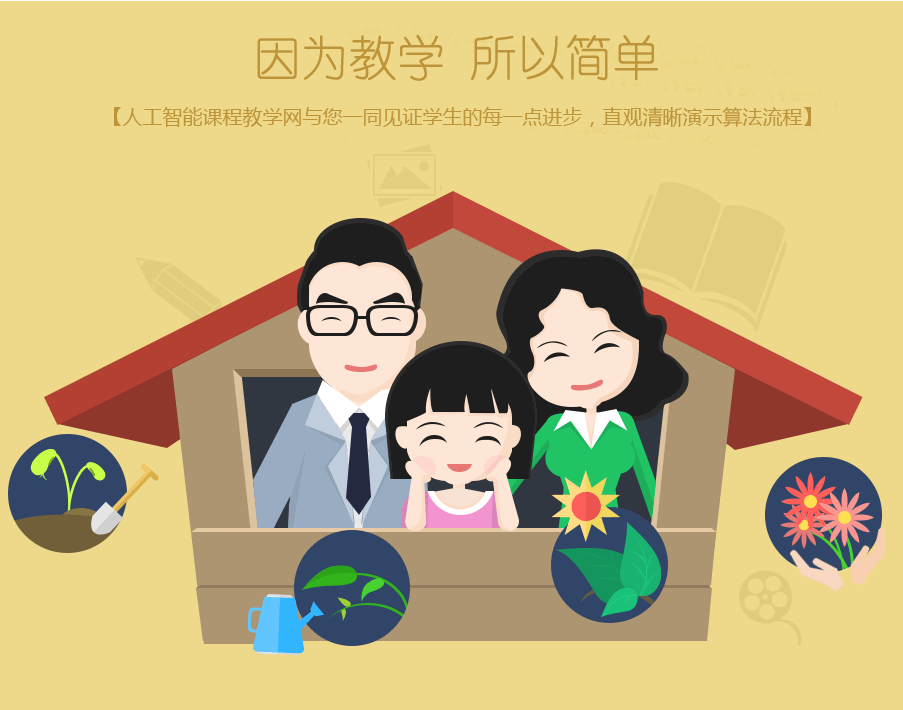 因为教学 所以简单
【人工智能课程教学网与您一同见证学生的每一点进步，直观清晰演示算法流程】